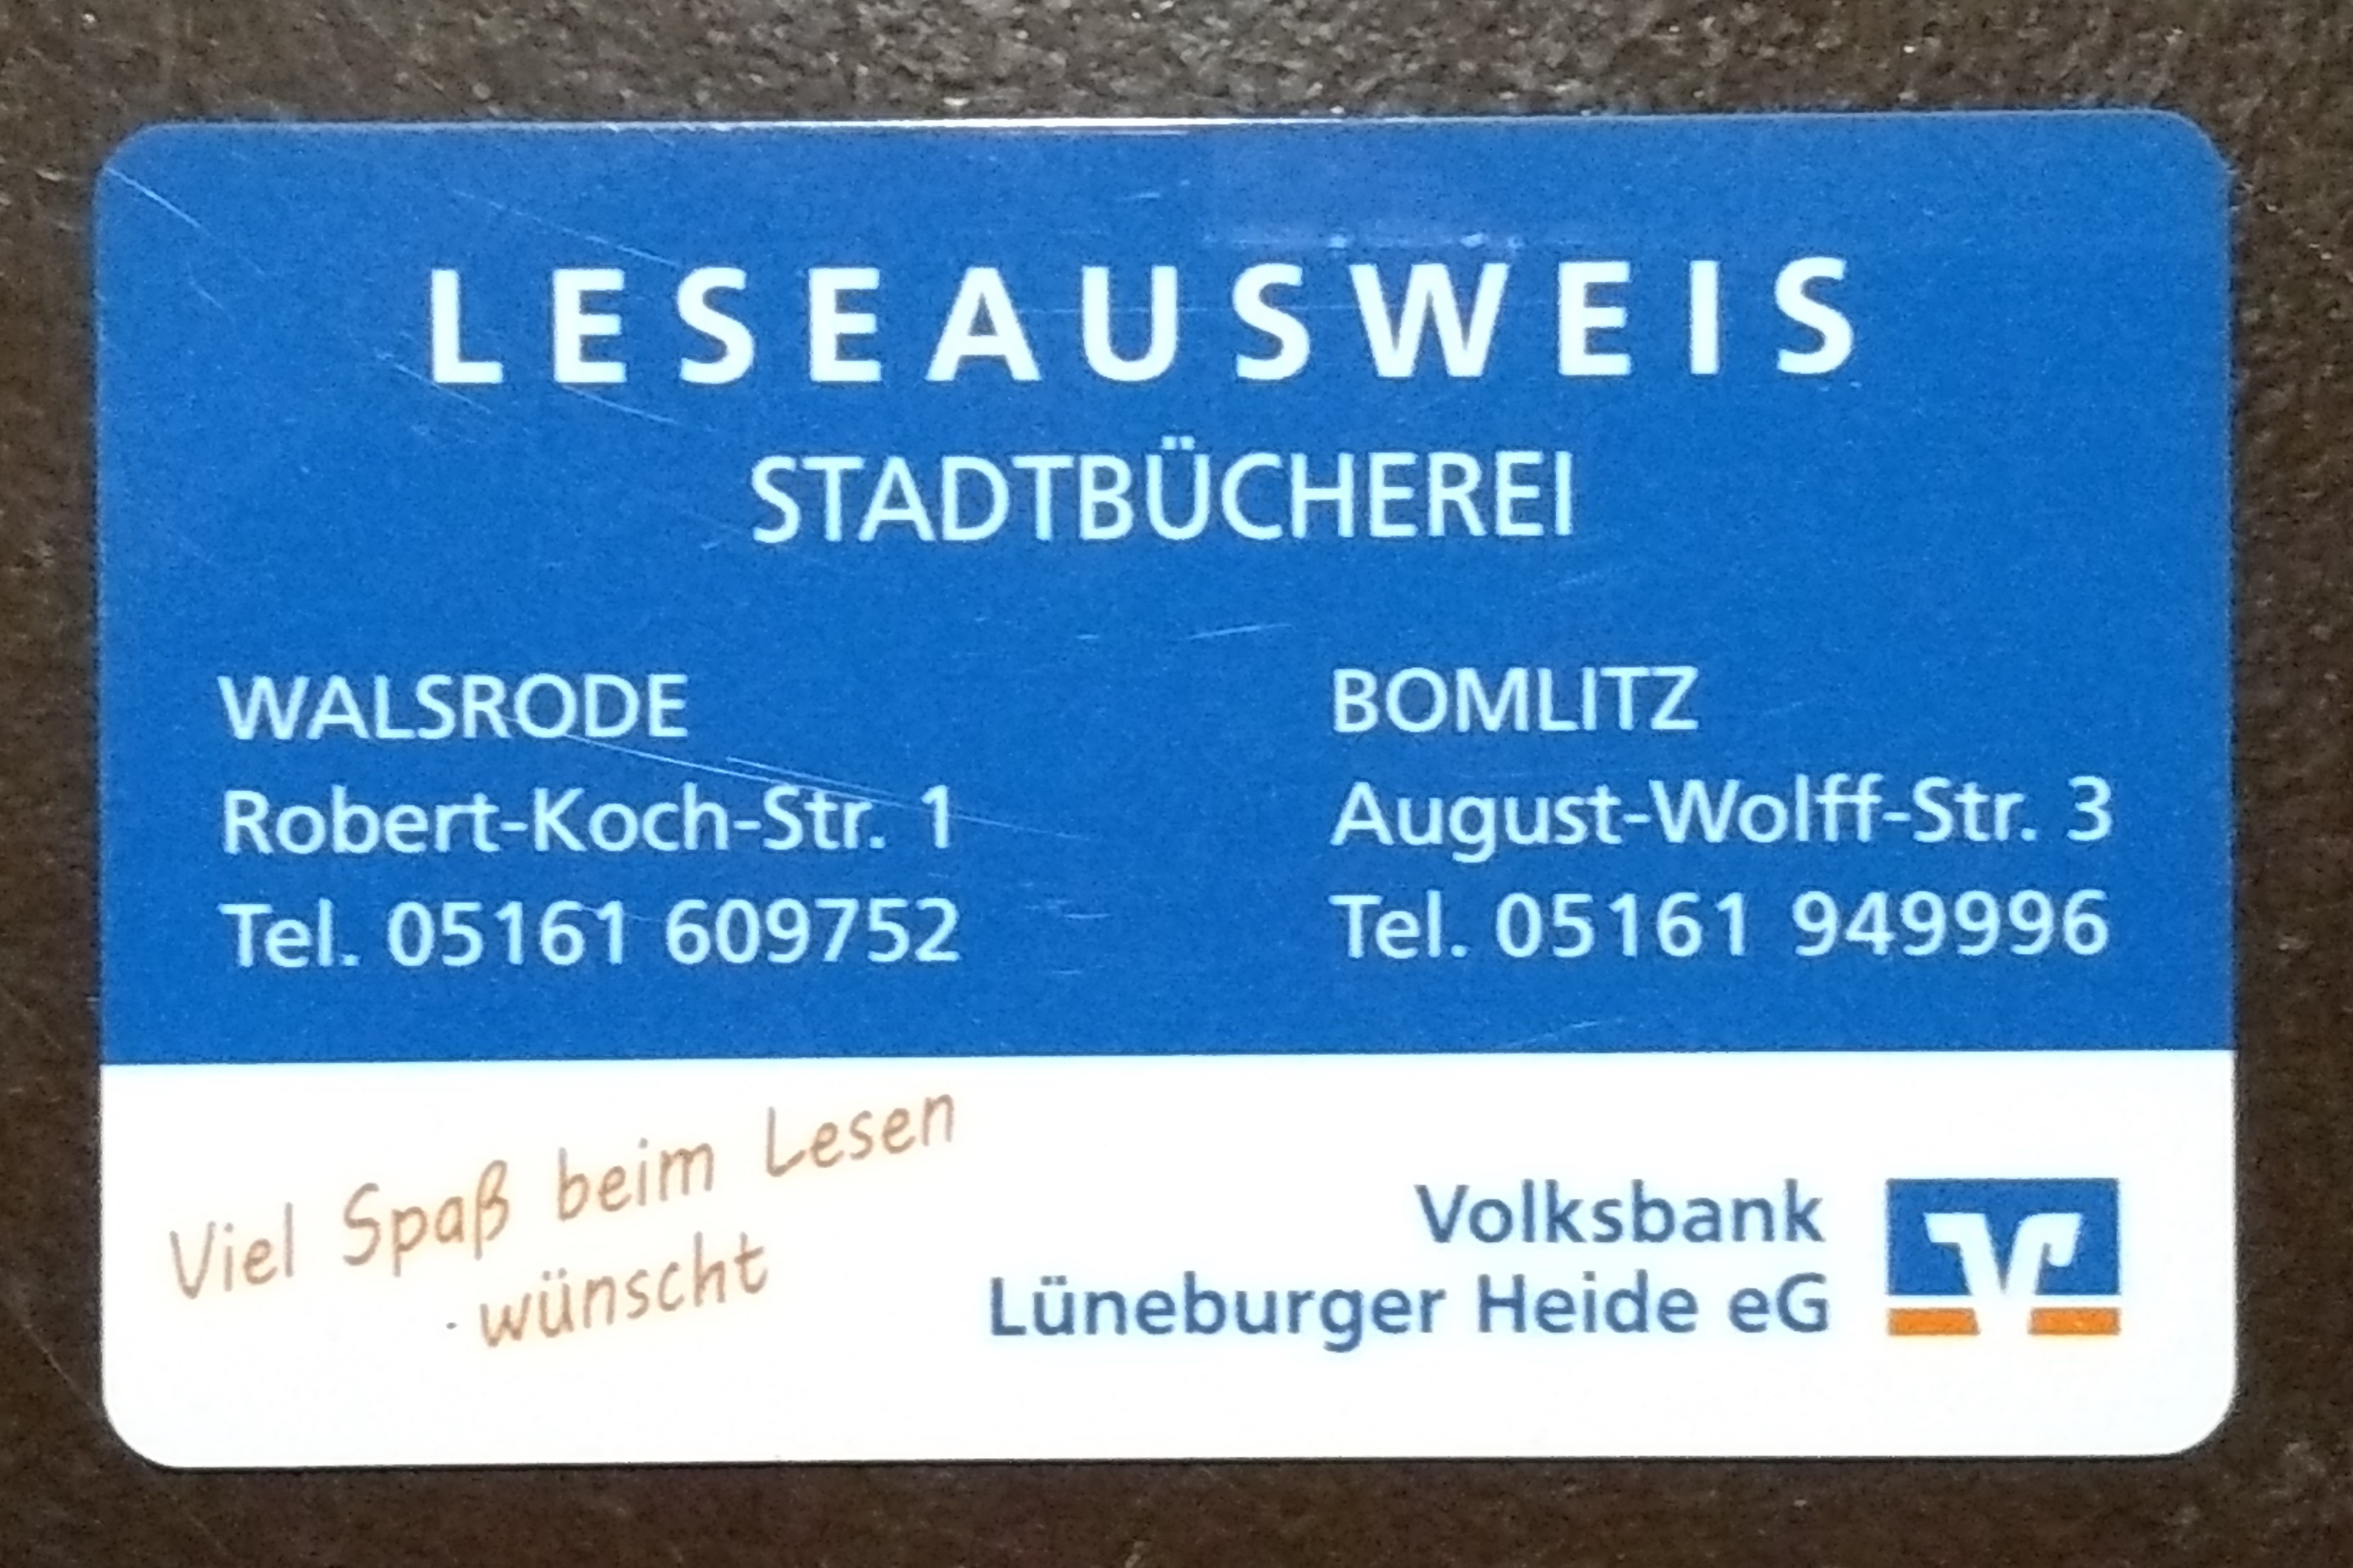 LESEAUSWEIS
STADTBÜCHEREI
WALSRODE
Robert-Koch-Str. 1
Tel. 05161 609752
BOMLITZ
August-Wolff-Str. 3
Tel. 05161 949996
Viel Spaß beim Lesen
wünscht
Volksbank
Lüneburger Heide eG